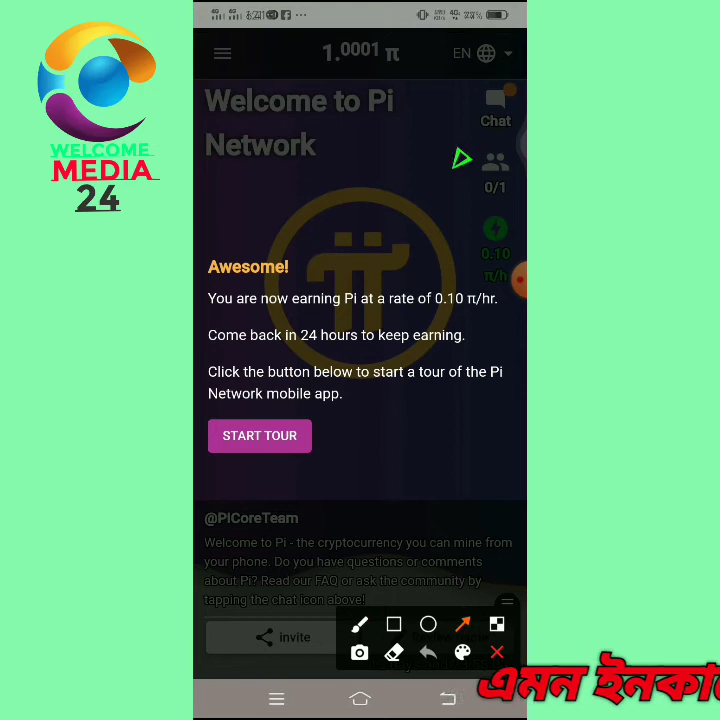 WELCOME
MEDIA
24
1.0001 π
EN
Welcome to Pi
Network
Chat
0/1
0.10
π/h
Awesome!
You are now earning Pi at a rate of 0.10 π/hr.
Come back in 24 hours to keep earning.
Click the button below to start a tour of the Pi
Network mobile app.
START TOUR
@PiCoreTeam
Welcome to Pi - the cryptocurrency you can mine from
your phone. Do you have questions or comments
about Pi? Read our FAQ or ask the community by
tapping the chat icon above!
invite
এমন